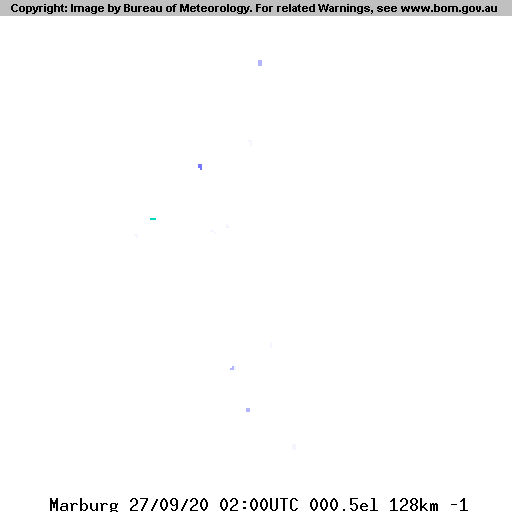 Copyright: Image by Bureau of Meteorology. For related Warnings, see www.bom.gov.au
Marburg 27/09/20 02:00UTC 000.5el 128km -1